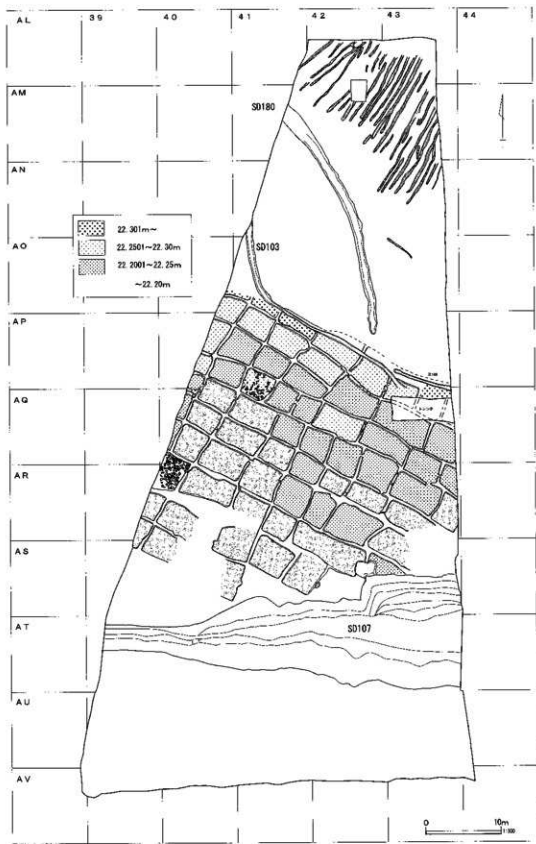 AL 39 40 41 42 43 44
AM
SD180
AN
22.301m~
22.2501~22.30m
22.2001~22.25m
~22.20m
AO
SD103
AP
AQ
AR
AS
AT
SD107
AU
AV
0 10m